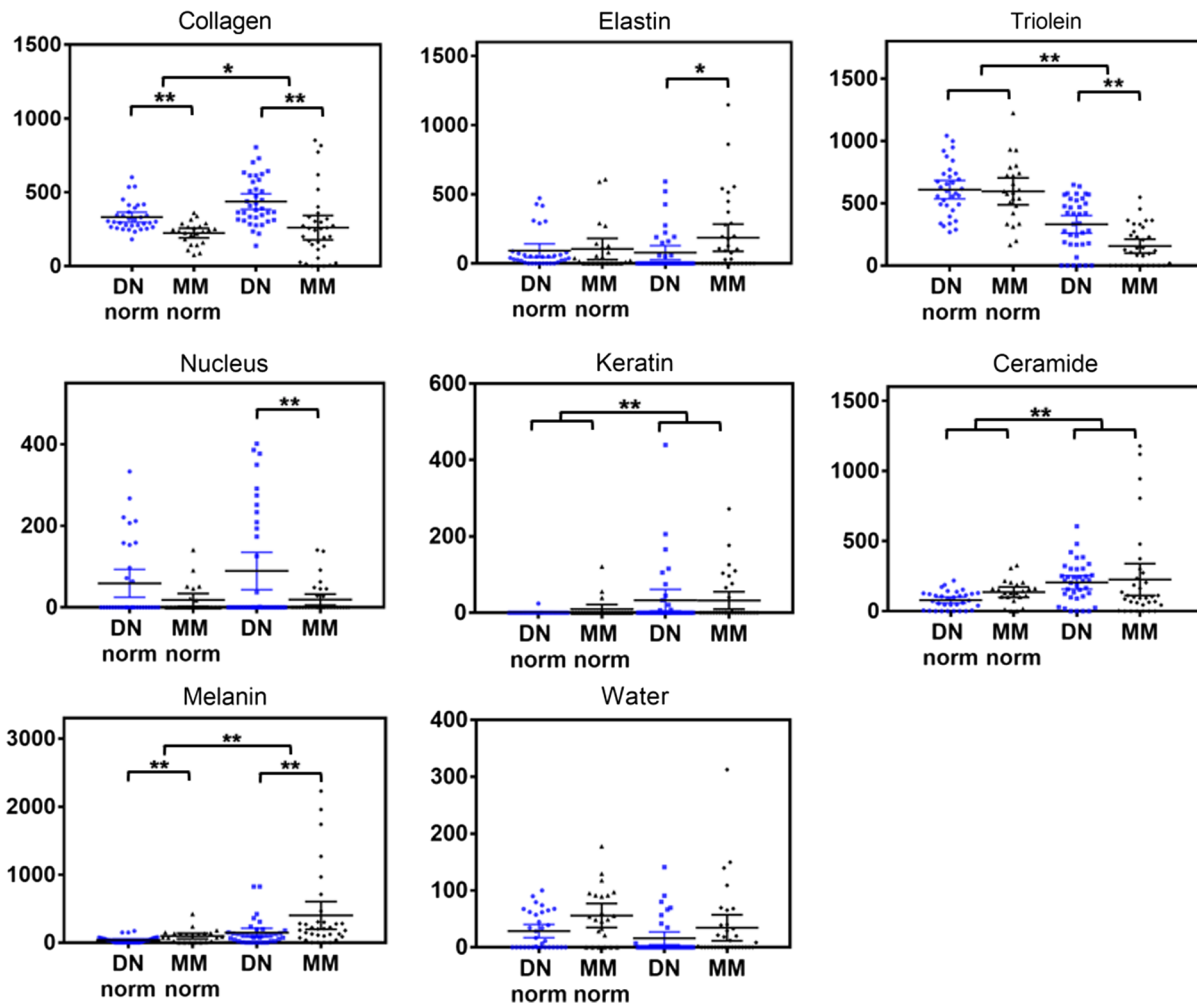 Collagen
1500
1000
500
0
*
**
**
DN MM DN MM
norm norm
Elastin
1500
1000
500
0
*
DN MM DN MM
norm norm
Triolein
1500
1000
500
0
**
**
DN MM DN MM
norm norm
Nucleus
400
200
0
**
DN MM DN MM
norm norm
Keratin
600
400
200
0
**
DN MM DN MM
norm norm
Ceramide
1500
1000
500
0
**
DN MM DN MM
norm norm
Melanin
3000
2000
1000
0
**
**
**
DN MM DN MM
norm norm
Water
400
300
200
100
0
DN MM DN MM
norm norm